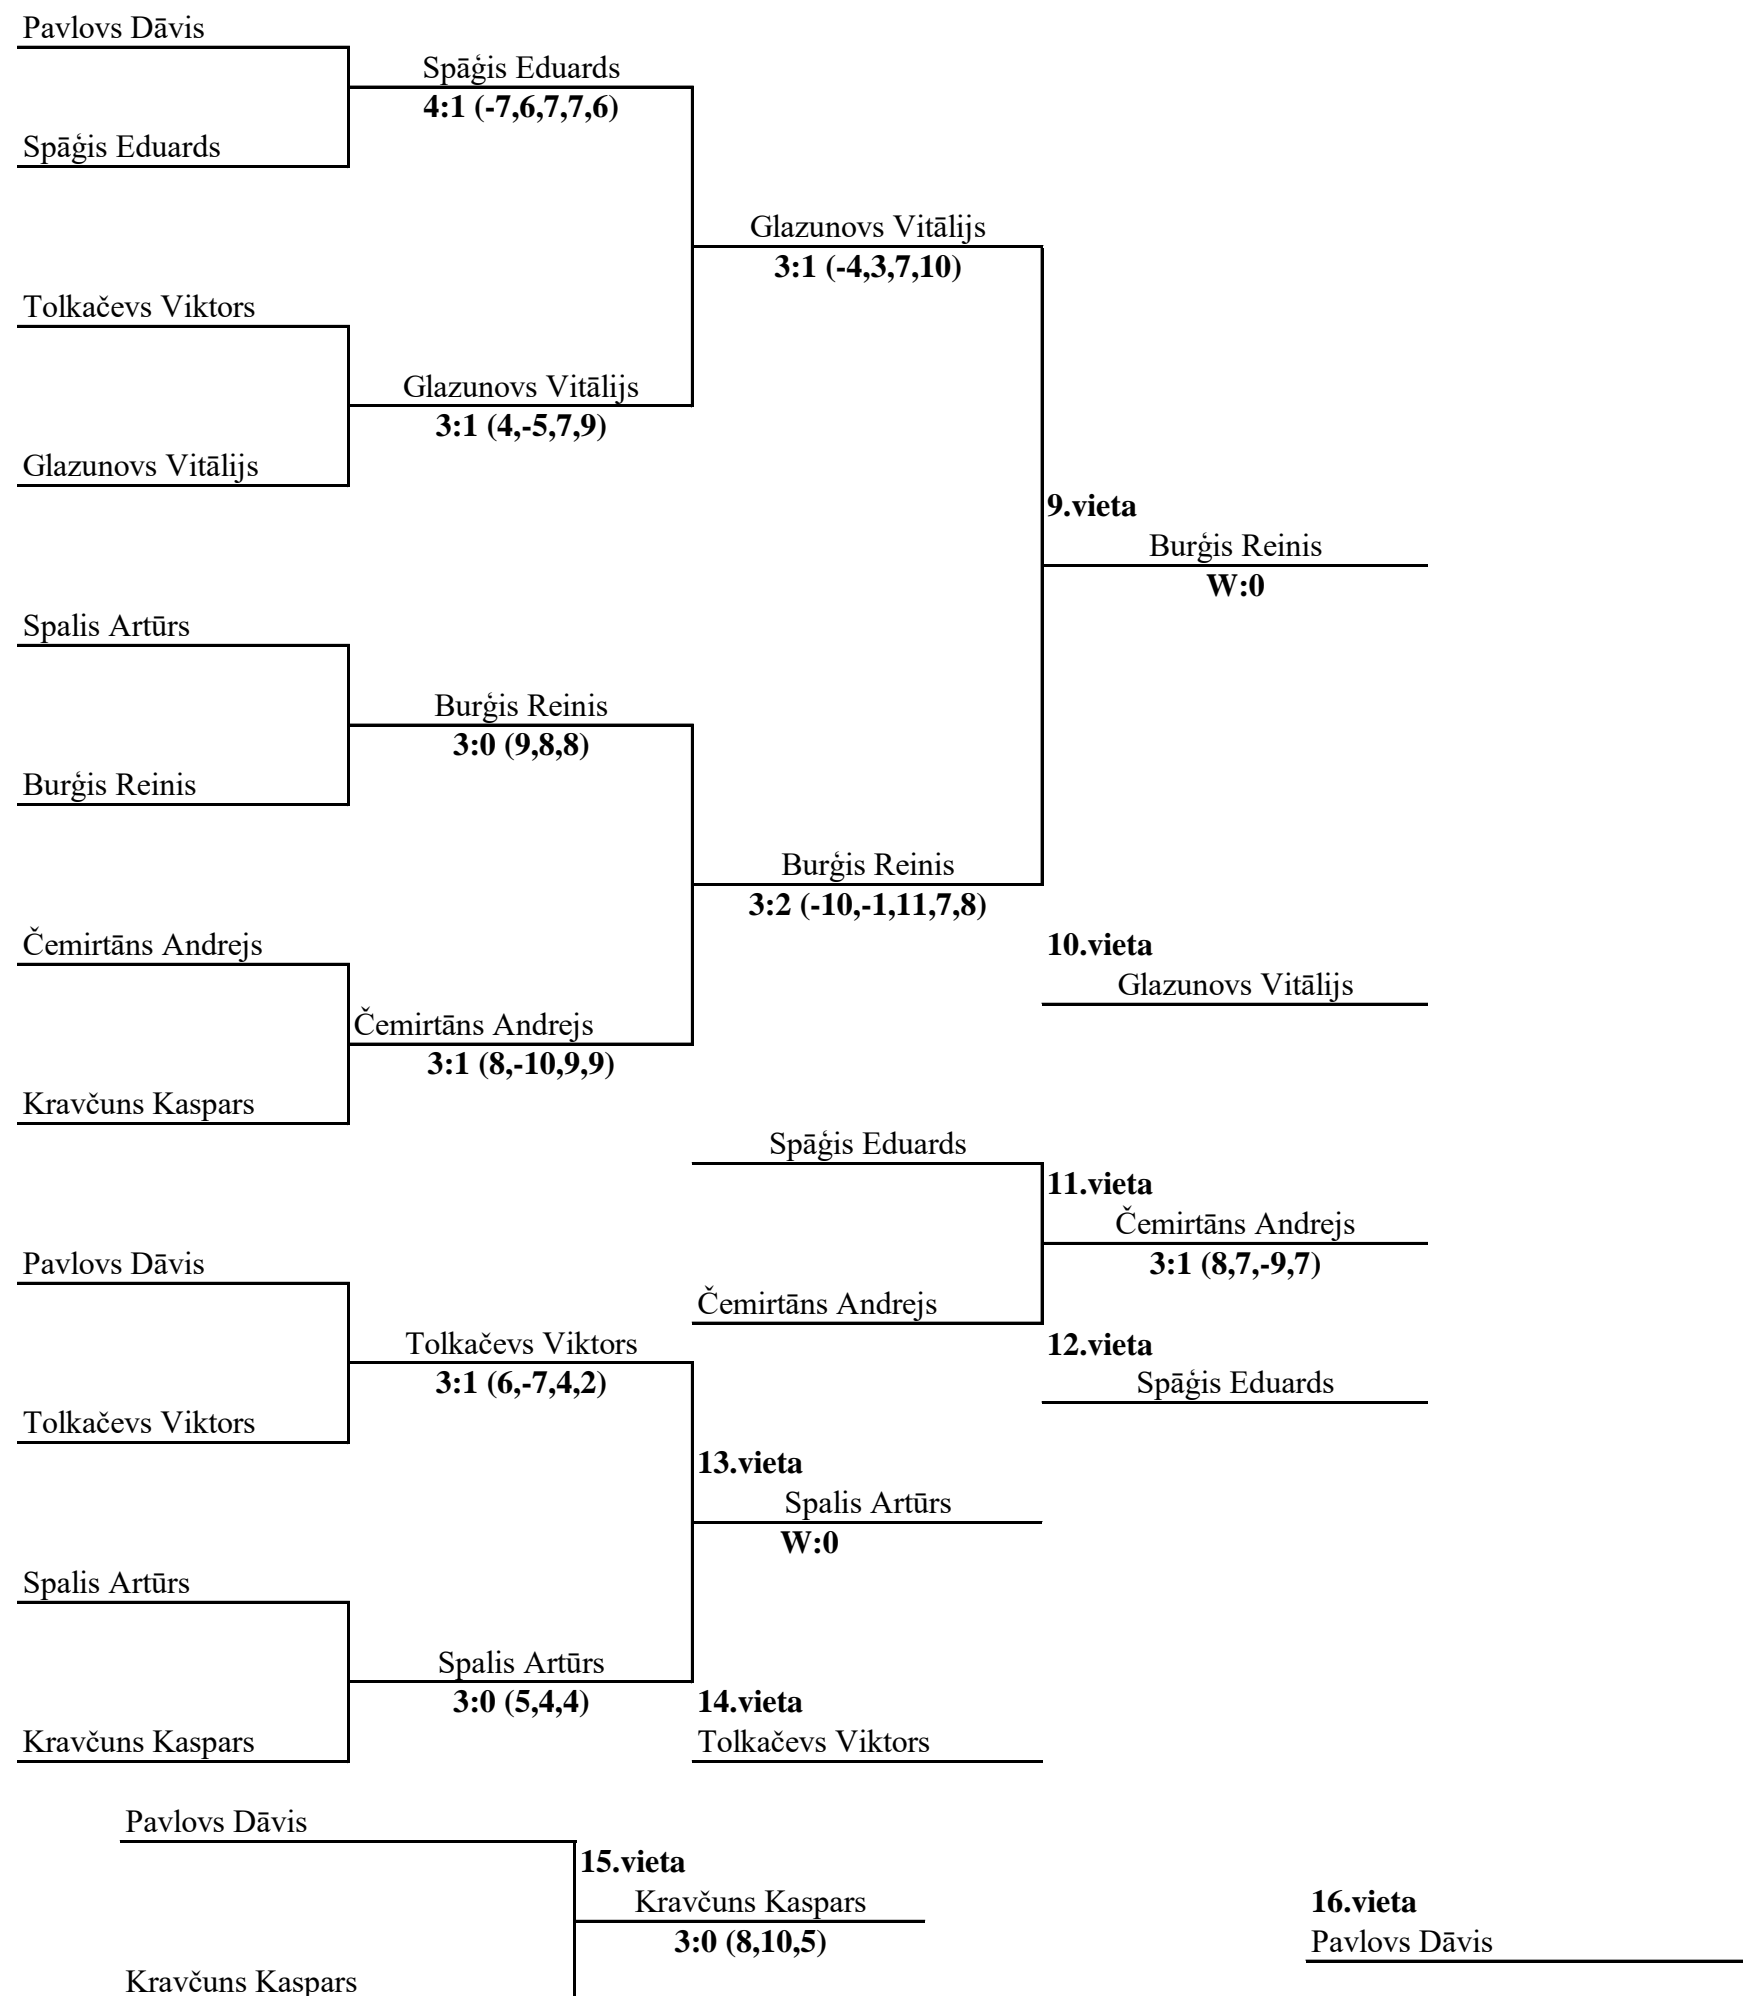 Pavlovs Dāvis
Spāģis Eduards
4:1 (-7,6,7,7,6)
Spāģis Eduards
Glazunovs Vitālijs
3:1 (-4,3,7,10)
Tolkačevs Viktors
Glazunovs Vitālijs
3:1 (4,-5,7,9)
Glazunovs Vitālijs
9.vieta
Burģis Reinis
W:0
Spalis Artūrs
Burģis Reinis
3:0 (9,8,8)
Burģis Reinis
Burģis Reinis
3:2 (-10,-1,11,7,8)
Čemirtāns Andrejs
10.vieta
Glazunovs Vitālijs
Čemirtāns Andrejs
3:1 (8,-10,9,9)
Kravčuns Kaspars
Spāģis Eduards
11.vieta
Čemirtāns Andrejs
3:1 (8,7,-9,7)
Pavlovs Dāvis
Čemirtāns Andrejs
Tolkačevs Viktors
3:1 (6,-7,4,2)
12.vieta
Spāģis Eduards
Tolkačevs Viktors
13.vieta
Spalis Artūrs
W:0
Spalis Artūrs
Spalis Artūrs
3:0 (5,4,4)
14.vieta
Tolkačevs Viktors
Kravčuns Kaspars
Pavlovs Dāvis
15.vieta
Kravčuns Kaspars
3:0 (8,10,5)
16.vieta
Pavlovs Dāvis
Kravčuns Kaspars